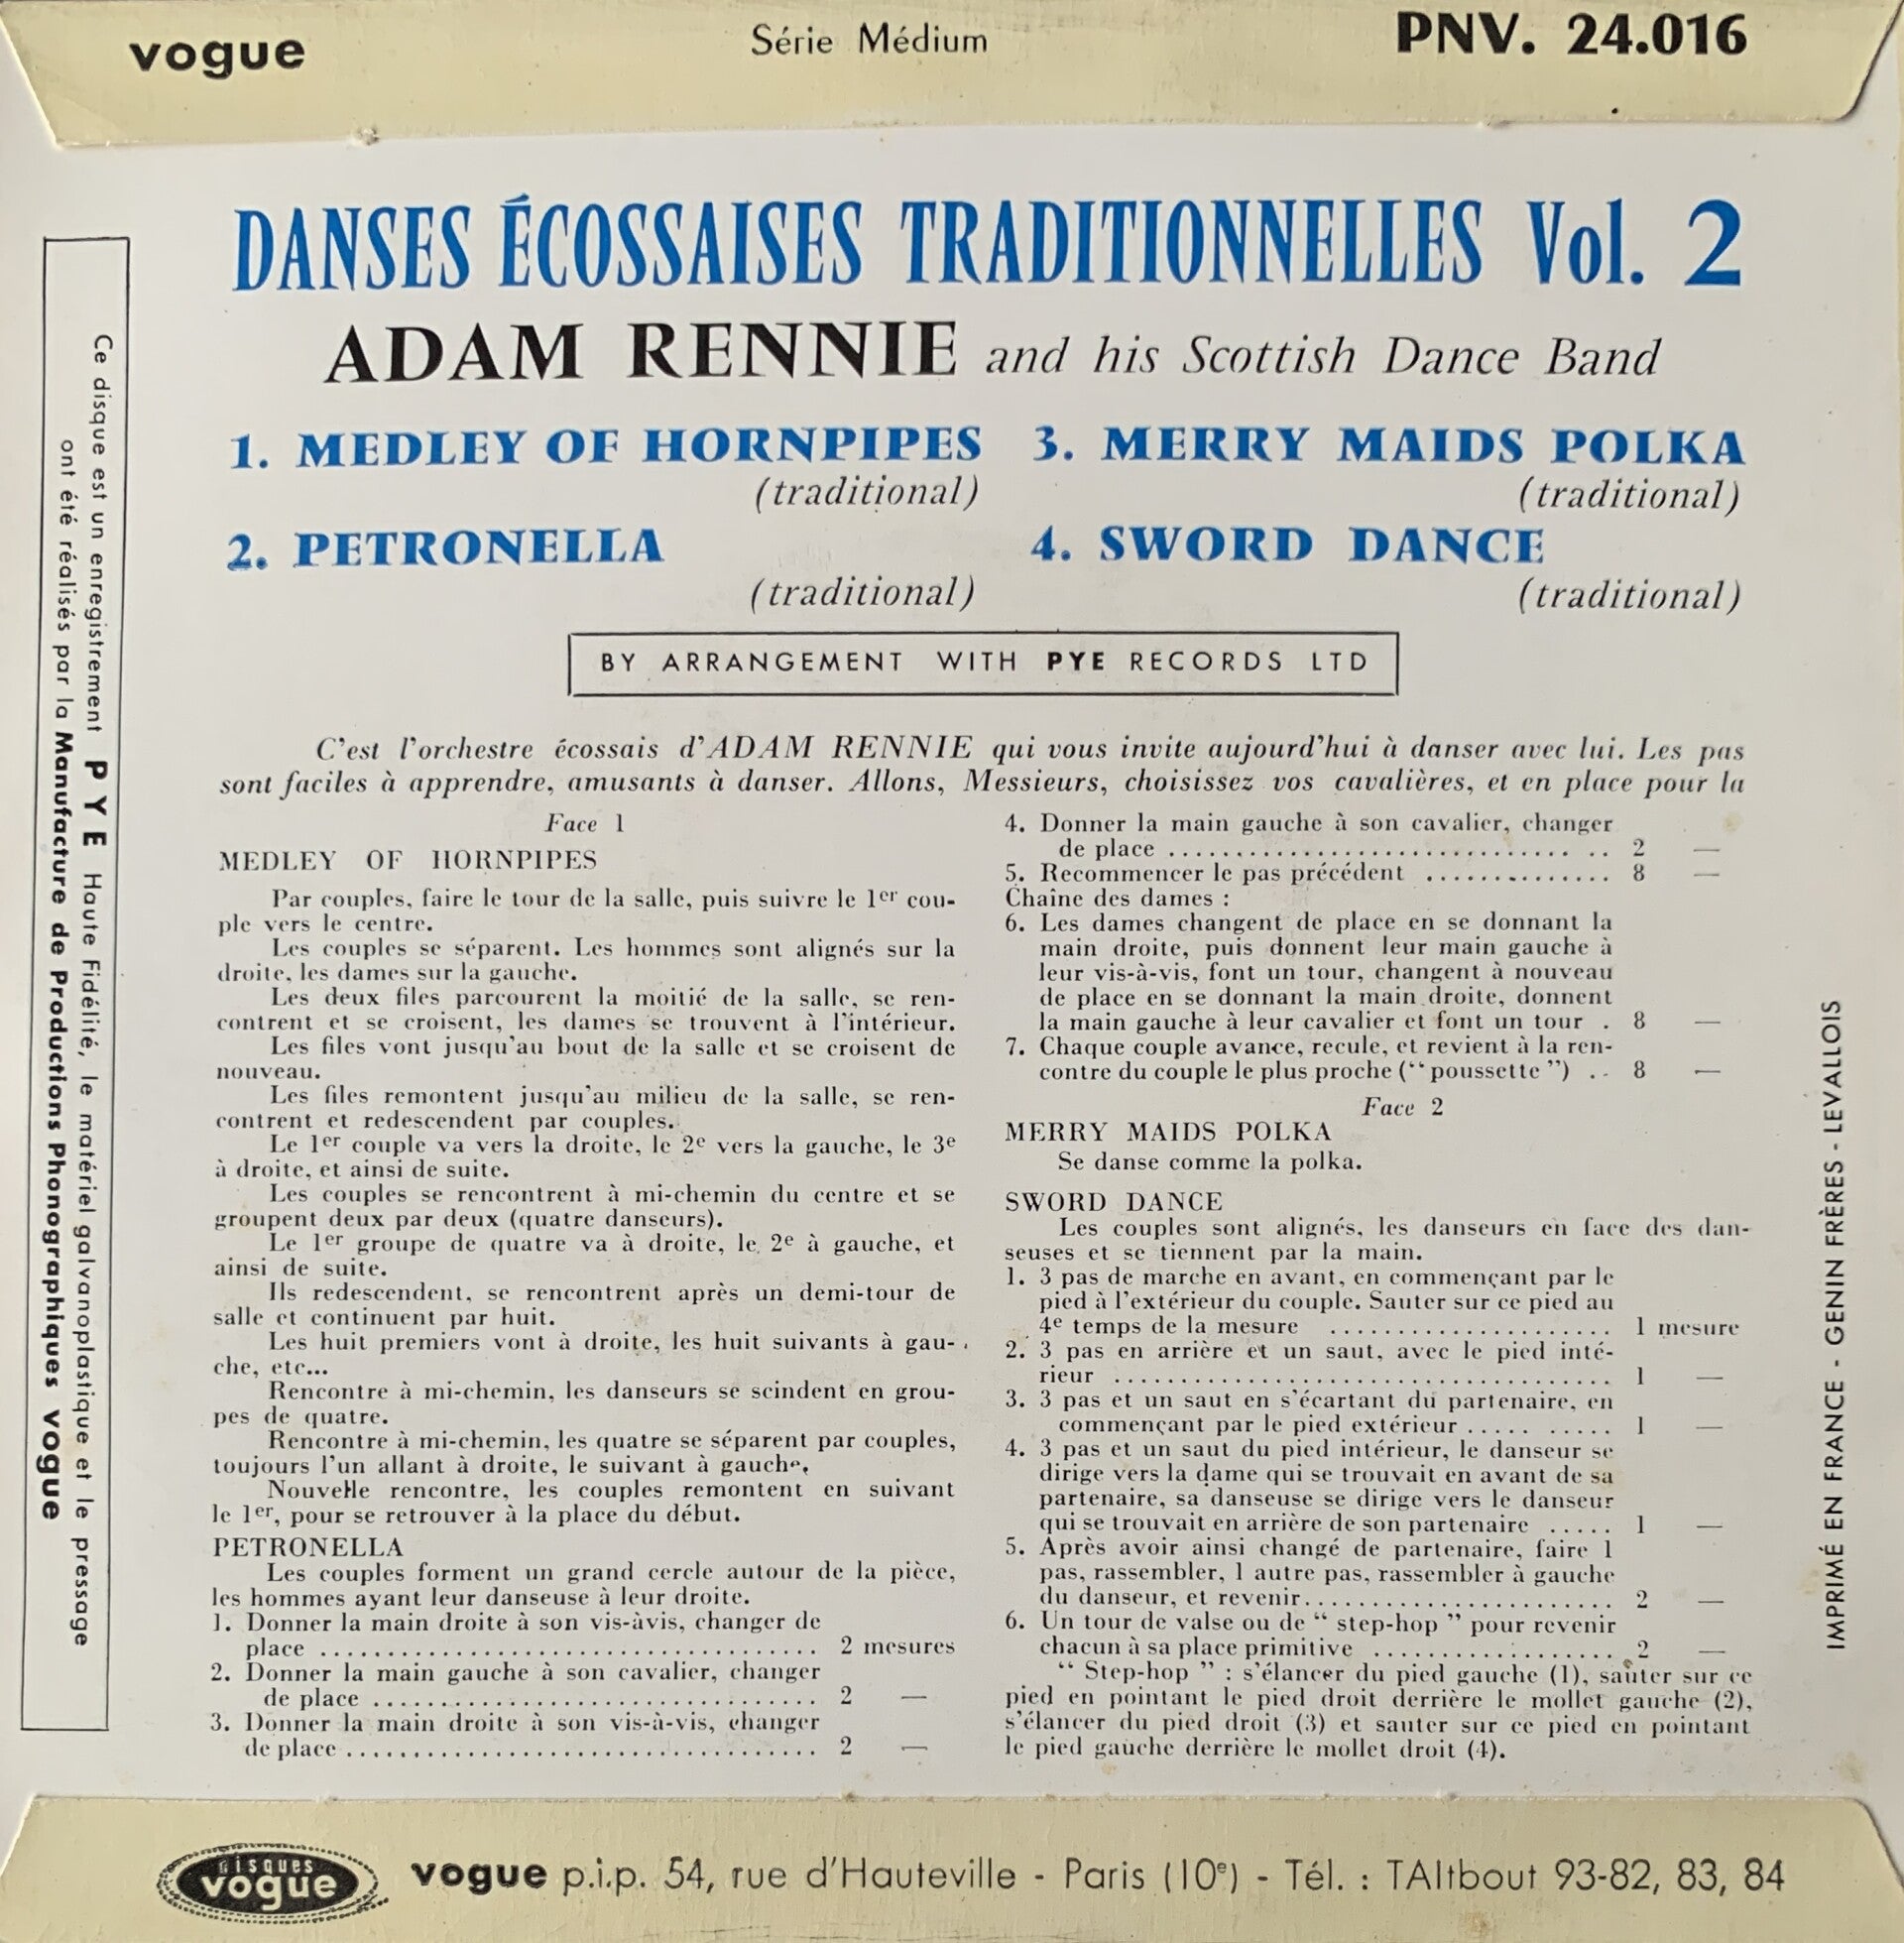 vogue
Série Médium
PNV. 24.016
DANSES ÉCOSSAISES TRADITIONNELLES Vol. 2
ADAM RENNIE and his Scottish Dance Band
1. MEDLEY OF HORNPIPES
(traditional)
2. PETRONELLA
(traditional)
3. MERRY MAIDS POLKA
(traditional)
4. SWORD DANCE
(traditional)
BY ARRANGEMENT WITH PYE RECORDS LTD
C'est l'orchestre écossais d'ADAM RENNIE qui vous invite aujourd'hui à danser avec lui. Les pas
sont faciles à apprendre, amusants à danser. Allons, Messieurs, choisissez vos cavalières, et en place pour la
Face 1
MEDLEY OF HORNPIPES
Par couples, faire le tour de la salle, puis suivre le 1er cou-
ple vers le centre.
Les couples se séparent. Les hommes sont alignés sur la
droite, les dames sur la gauche.
Les deux files parcourent la moitié de la salle, se ren-
contrent et se croisent, les dames se trouvent à l'intérieur.
Les files vont jusqu'au bout de la salle et se croisent de
nouveau.
Les files remontent jusqu'au milieu de la salle, se ren-
contrent et redescendent par couples.
Le 1er couple va vers la droite, le 2e vers la gauche, le 3e
à droite, et ainsi de suite.
Les couples se rencontrent à mi-chemin du centre et se
groupent deux par deux (quatre danseurs).
Le 1er groupe de quatre va à droite, le 2e à gauche, et
ainsi de suite.
Ils redescendent, se rencontrent après un demi-tour de
salle et continuent par huit.
Les huit premiers vont à droite, les huit suivants à gau-
che, etc...
Rencontre à mi-chemin, les danseurs se scindent en grou-
pes de quatre.
Rencontre à mi-chemin, les quatre se séparent par couples,
toujours l'un allant à droite, le suivant à gauche.
Nouvelle rencontre, les couples remontent en suivant
le 1er, pour se retrouver à la place du début.
PETRONELLA
Les couples forment un grand cercle autour de la pièce,
les hommes ayant leur danseuse à leur droite.
1. Donner la main droite à son vis-àvis, changer de
place .................................... 2 mesures
2. Donner la main gauche à son cavalier, changer
de place ................................. 2 —
3. Donner la main droite à son vis-à-vis, changer
de place ................................... 2 —
4. Donner la main gauche à son cavalier, changer
de place ................................. 2 —
5. Recommencer le pas précédent .............. 8 —
Chaîne des dames :
6. Les dames changent de place en se donnant la
main droite, puis donnent leur main gauche à
leur vis-à-vis, font un tour, changent à nouveau
de place en se donnant la main droite, donnent
la main gauche à leur cavalier et font un tour . 8 —
7. Chaque couple avance, recule, et revient à la ren-
contre du couple le plus proche (“ poussette ”) .. 8 —
Face 2
MERRY MAIDS POLKA
Se danse comme la polka.
SWORD DANCE
Les couples sont alignés, les danseurs en face des dan-
seuses et se tiennent par la main.
1. 3 pas de marche en avant, en commençant par le
pied à l'extérieur du couple. Sauter sur ce pied au
4e temps de la mesure ..................... 1 mesure
2. 3 pas en arrière et un saut, avec le pied inté-
rieur ..................................... 1 —
3. 3 pas et un saut en s'écartant du partenaire, en
commençant par le pied extérieur ..... ..... 1 —
4. 3 pas et un saut du pied intérieur, le danseur se
dirige vers la dame qui se trouvait en avant de sa
partenaire, sa danseuse se dirige vers le danseur
qui se trouvait en arrière de son partenaire ..... 1 —
5. Après avoir ainsi changé de partenaire, faire 1
pas, rassembler, 1 autre pas, rassembler à gauche
du danseur, et revenir....................... 2 —
6. Un tour de valse ou de “ step-hop ” pour revenir
chacun à sa place primitive .................. 2 —
“ Step-hop ” : s'élancer du pied gauche (1), sauter sur ce
pied en pointant le pied droit derrière le mollet gauche (2),
s'élancer du pied droit (3) et sauter sur ce pied en pointant
le pied gauche derrière le mollet droit (4).
Ce disque est un enregistrement PYE Haute Fidélité, le matériel galvanoplastique et le pressage
ont été réalisés par la Manufacture de Productions Phonographiques vogue
IMPRIMÉ EN FRANCE - GENIN FRÈRES - LEVALLOIS
disques
vogue
vogue p.i.p. 54, rue d'Hauteville - Paris (10e) - Tél. : TAItbout 93-82, 83, 84